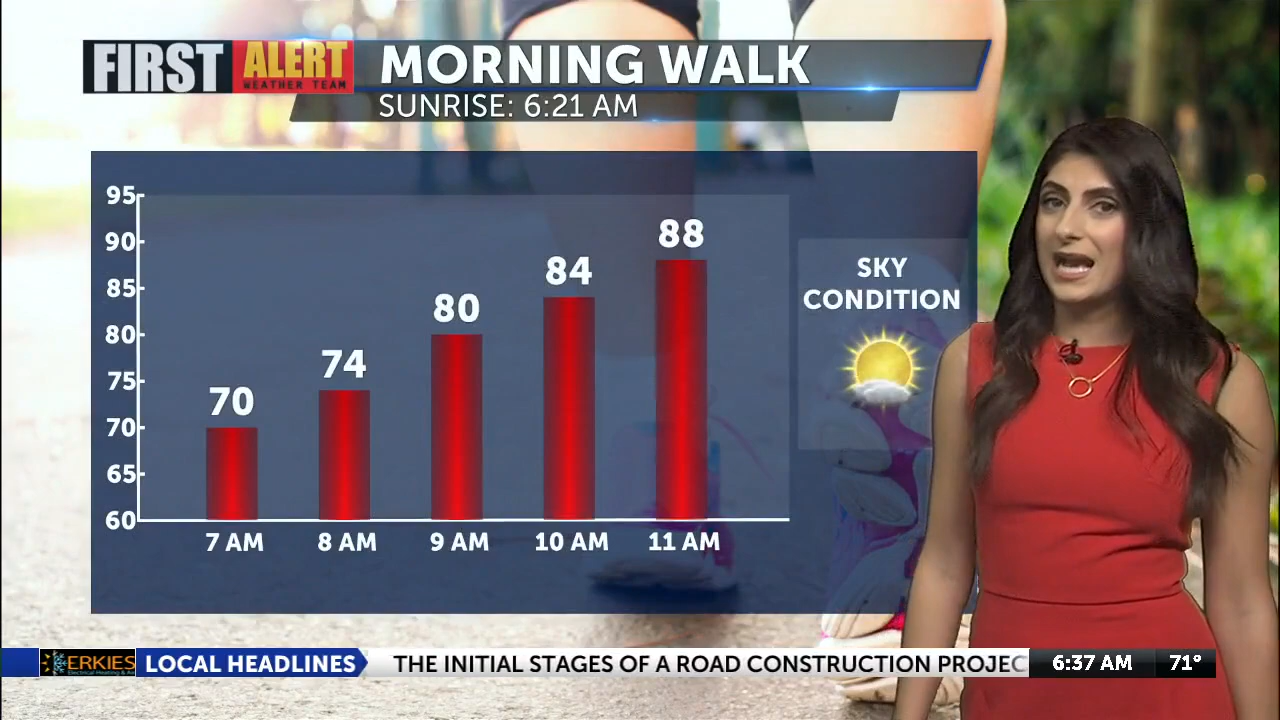 FIRST ALERT
WEATHER TEAM
MORNING WALK
SUNRISE: 6:21 AM
95
90
85
80
75
70
65
60
70
74
80
84
88
7 AM
8 AM
9 AM
10 AM
11 AM
SKY
CONDITION
ERKIES
LOCAL HEADLINES
THE INITIAL STAGES OF A ROAD CONSTRUCTION PROJEC
6:37 AM
71°